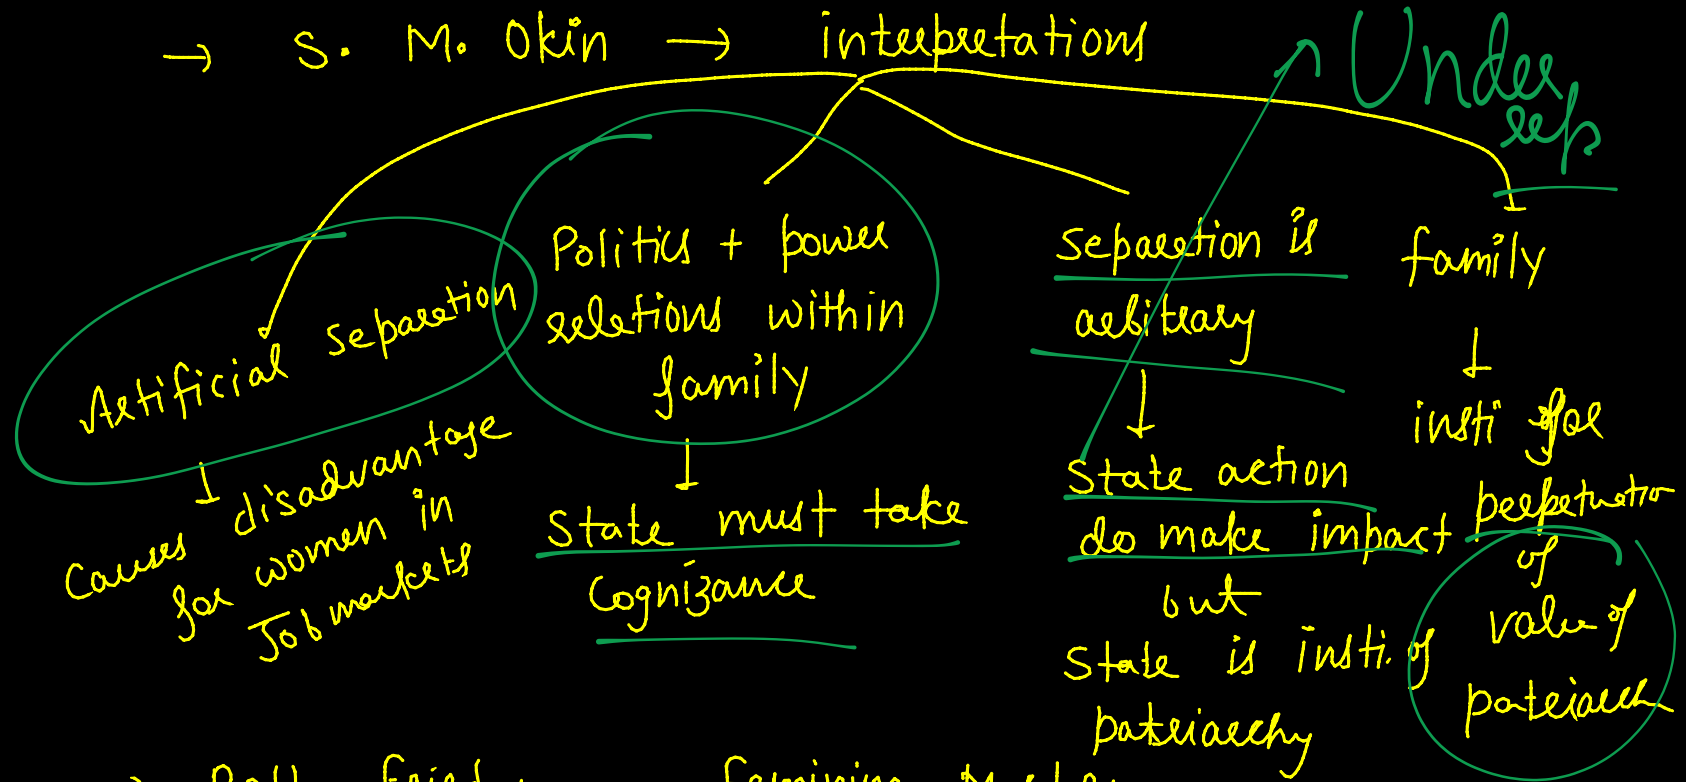 → S. M. Okin → interpretations
Under
reps
Artificial separation
Causes disadvantage
for women in
Job markets
Politics + power
relations within
family
State must take
Cognizance
Separation is
arbitrary
State action
do make impact
but
State is insti. of
patriarchy
family
insti for
perpetuation
of
value of
patriarch